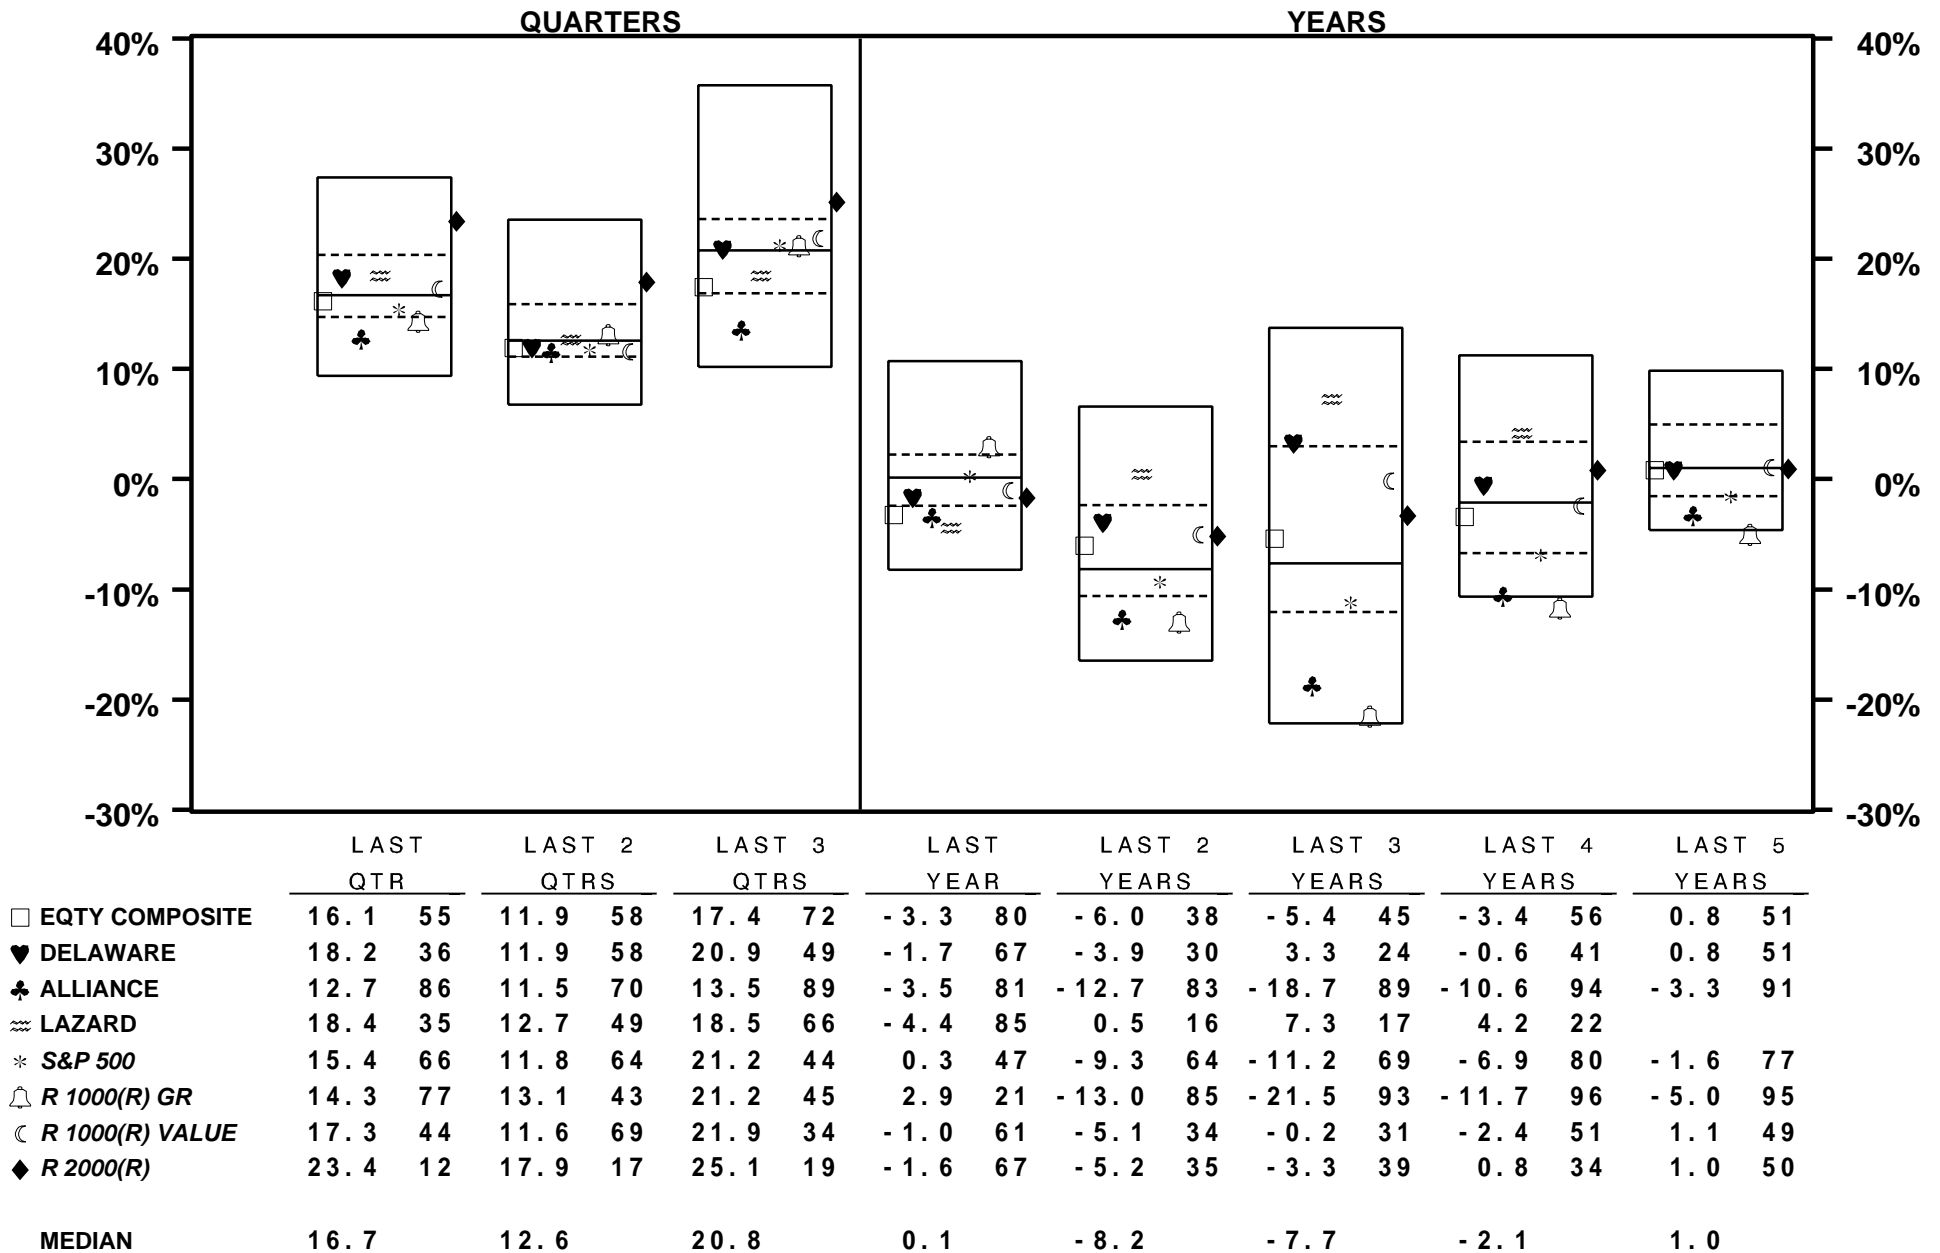 QUARTERS YEARS
40% 40%
30% 30%
20% 20%
10% 10%
0% 0%
-10% -10%
-20% -20%
-30% -30%
LAST LAST 2 LAST 3 LAST LAST 2 LAST 3 LAST 4 LAST 5
QTR QTRS QTRS YEAR YEARS YEARS YEARS YEARS
EQTY COMPOSITE 16.1 55 11.9 58 17.4 72 -3.3 80 -6.0 38 -5.4 45 -3.4 56 0.8 51
DELAWARE 18.2 36 11.9 58 20.9 49 -1.7 67 -3.9 30 3.3 24 -0.6 41 0.8 51
ALLIANCE 12.7 86 11.5 70 13.5 89 -3.5 81 -12.7 83 -18.7 89 -10.6 94 -3.3 91
LAZARD 18.4 35 12.7 49 18.5 66 -4.4 85 0.5 16 7.3 17 4.2 22
S&P 500 15.4 66 11.8 64 21.2 44 0.3 47 -9.3 64 -11.2 69 -6.9 80 -1.6 77
R 1000(R) GR 14.3 77 13.1 43 21.2 45 2.9 21 -13.0 85 -21.5 93 -11.7 96 -5.0 95
R 1000(R) VALUE 17.3 44 11.6 69 21.9 34 -1.0 61 -5.1 34 -0.2 31 -2.4 51 1.1 49
R 2000(R) 23.4 12 17.9 17 25.1 19 -1.6 67 -5.2 35 -3.3 39 0.8 34 1.0 50
MEDIAN 16.7 12.6 20.8 0.1 -8.2 -7.7 -2.1 1.0